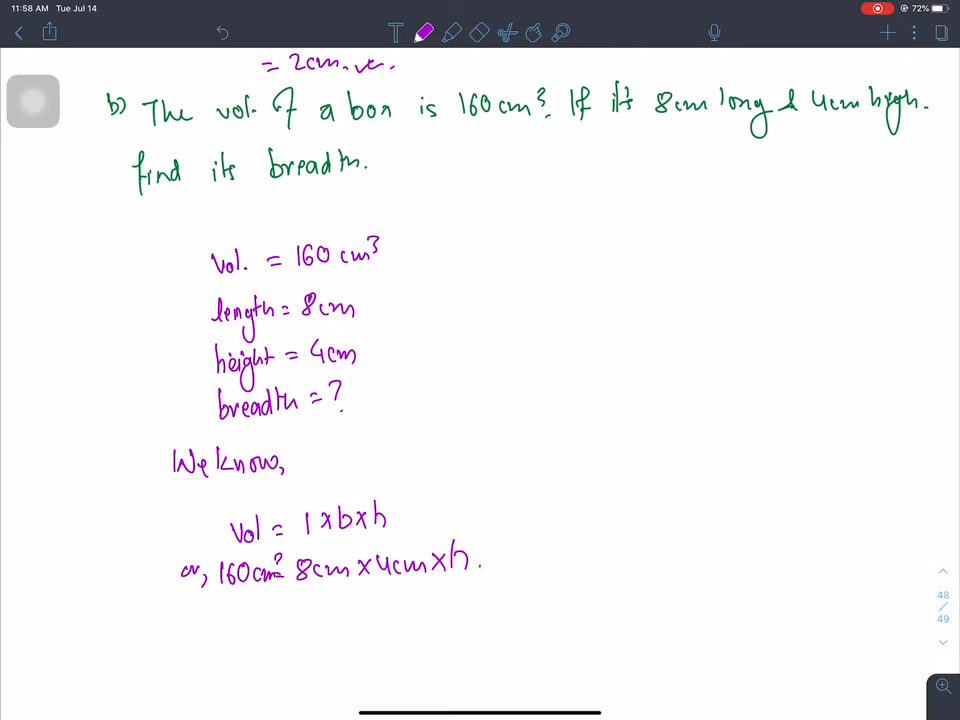 11:58 AM Tue Jul 14
72%
= 2cm.
b) The vol. of a box is 160 cm³. If it's 8cm long & 4cm high.
find its breadth.
vol. = 160 cm³
length = 8cm
height = 4cm
breadth = ?
We know,
Vol = l × b × h
or, 160cm³ = 8cm × 4cm × h.
48
/
49